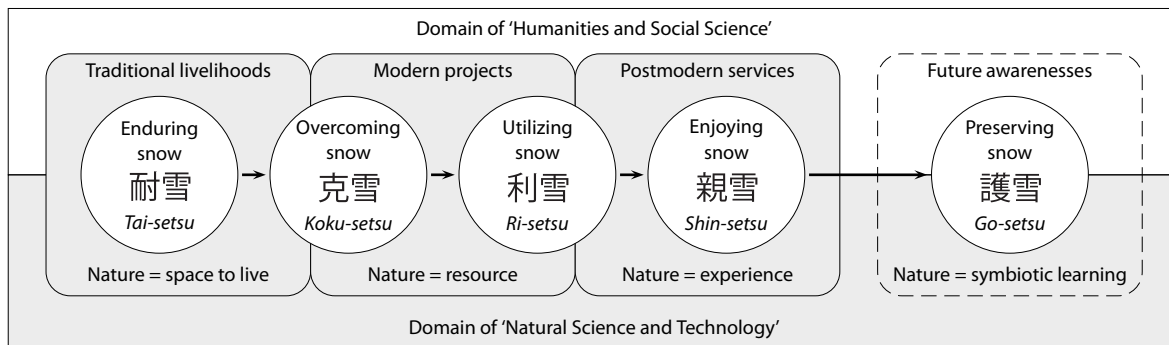 Domain of ‘Humanities and Social Science’
Traditional livelihoods
Modern projects
Postmodern services
Future awarenesses
Enduring
snow
耐雪
Tai-setsu
Overcoming
snow
克雪
Koku-setsu
Utilizing
snow
利雪
Ri-setsu
Enjoying
snow
親雪
Shin-setsu
Preserving
snow
護雪
Go-setsu
Nature = space to live
Nature = resource
Nature = experience
Nature = symbiotic learning
Domain of ‘Natural Science and Technology’